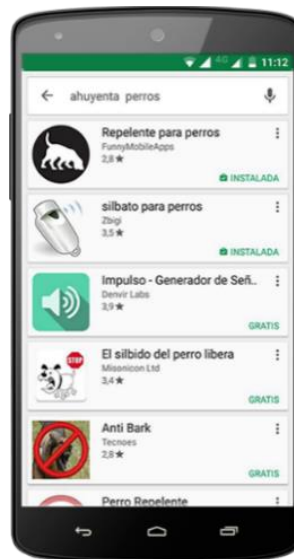 4G 11:12
ahuyenta perros
Repelente para perros
FunnyMobileApps
2,8★
INSTALADA
silbato para perros
Zbigi
3,5★
INSTALADA
Impulso - Generador de Señ..
Denvir Labs
3,9★
GRATIS
El silbido del perro libera
STOP
Misonicon Ltd
3,4★
GRATIS
Anti Bark
Tecnoes
2,8★
GRATIS
Perro Repelente